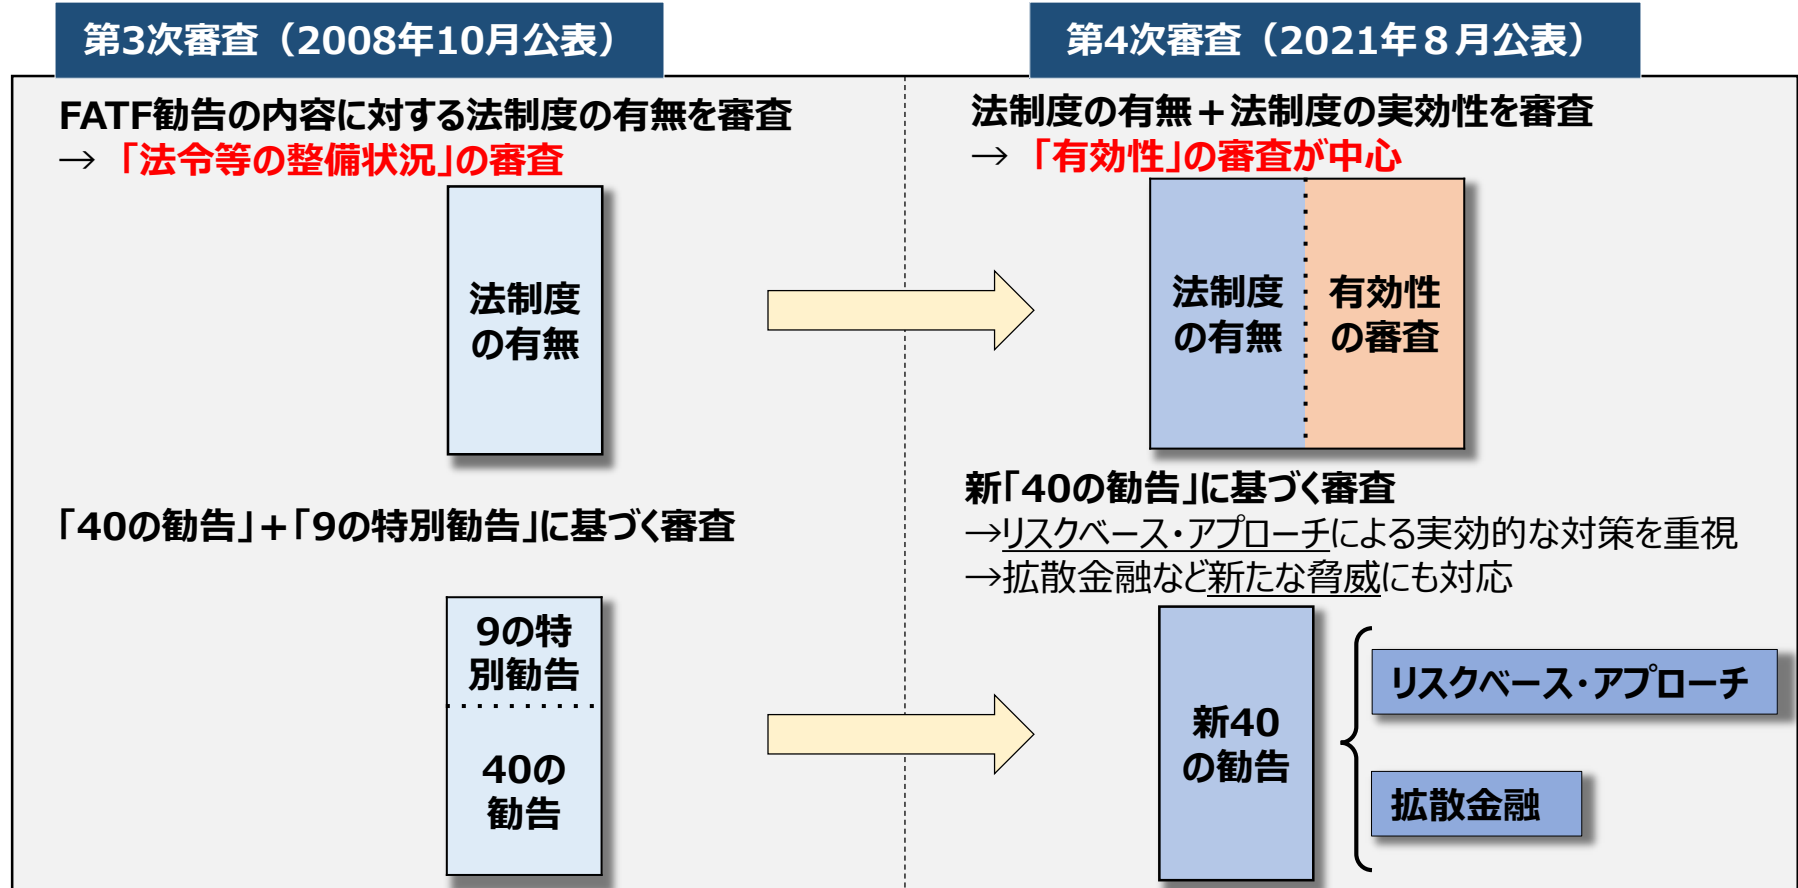 第3次審査（2008年10月公表）
FATF勧告の内容に対する法制度の有無を審査
→ 「法令等の整備状況」の審査
法制度
の有無
「40の勧告」＋「9の特別勧告」に基づく審査
9の特
別勧告
40の
勧告
第4次審査（2021年８月公表）
法制度の有無＋法制度の実効性を審査
→ 「有効性」の審査が中心
法制度
の有無
有効性
の審査
新「40の勧告」に基づく審査
→リスクベース・アプローチによる実効的な対策を重視
→拡散金融など新たな脅威にも対応
新40
の勧告
リスクベース・アプローチ
拡散金融